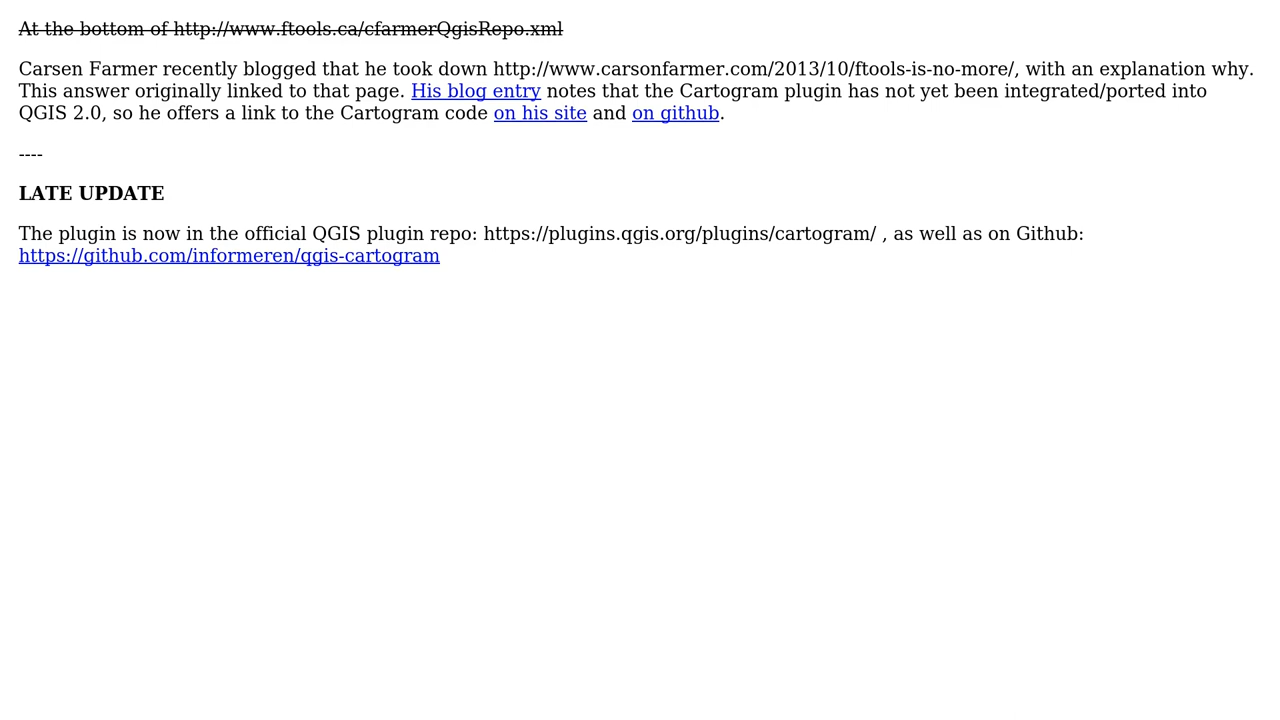 At the bottom of http://www.ftools.ca/cfarmerQgisRepo.xml
Carsen Farmer recently blogged that he took down http://www.carsonfarmer.com/2013/10/ftools-is-no-more/, with an explanation why.
This answer originally linked to that page. His blog entry notes that the Cartogram plugin has not yet been integrated/ported into
QGIS 2.0, so he offers a link to the Cartogram code on his site and on github.
----
LATE UPDATE
The plugin is now in the official QGIS plugin repo: https://plugins.qgis.org/plugins/cartogram/ , as well as on Github:
https://github.com/informeren/qgis-cartogram